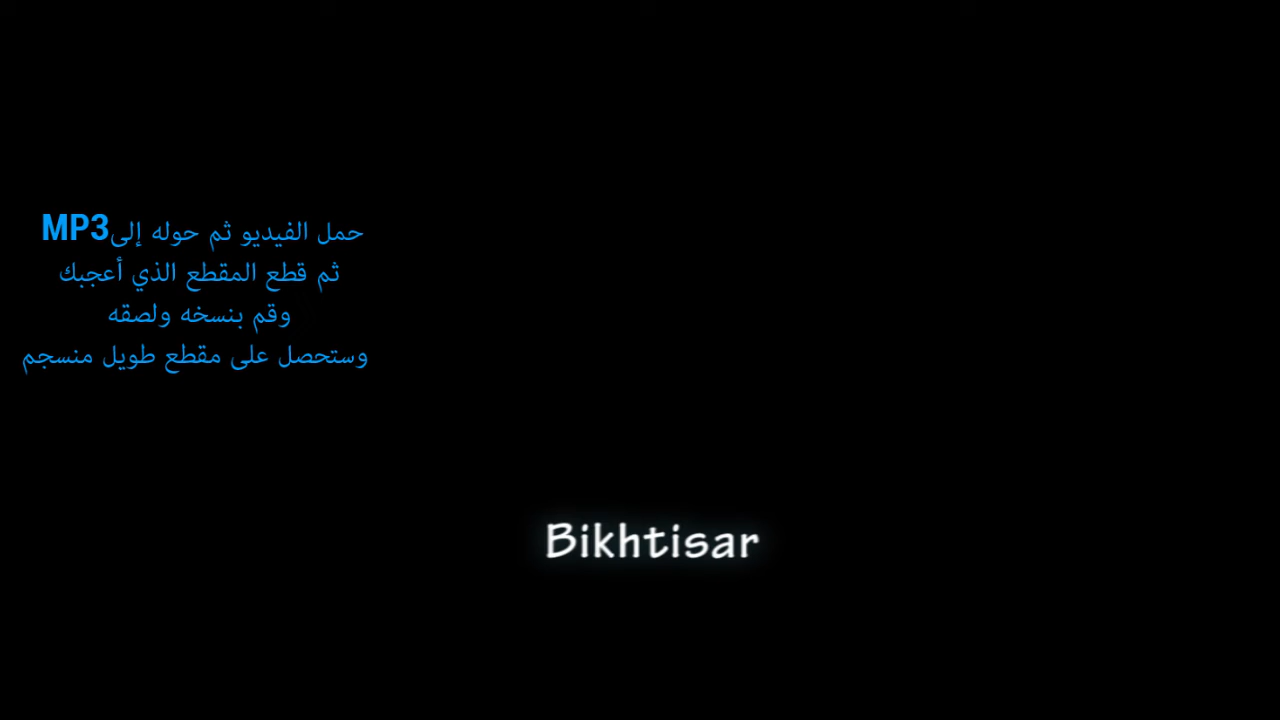 حمل الفيديو ثم حوله إلىMP3
ثم قطع المقطع الذي أعجبك
وقم بنسخه ولصقه
وستحصل على مقطع طويل منسجم
Bikhtisar